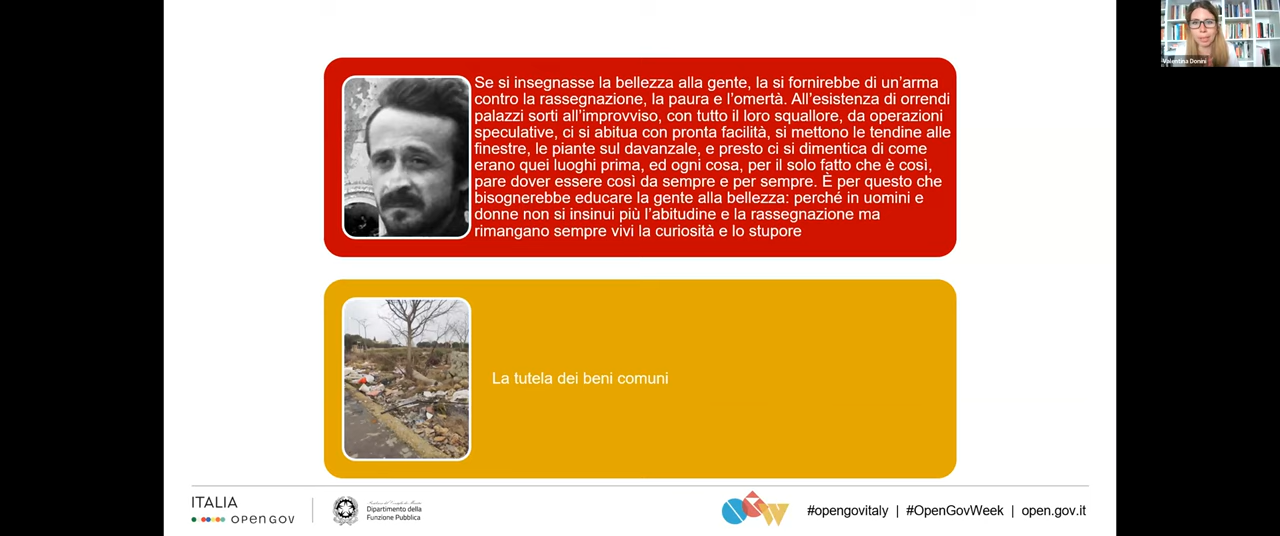 Valentina Donini
Se si insegnasse la bellezza alla gente, la si fornirebbe di un'arma
contro la rassegnazione, la paura e l'omertà. All'esistenza di orrendi
palazzi sorti all'improvviso, con tutto il loro squallore, da operazioni
speculative, ci si abitua con pronta facilità, si mettono le tendine alle
finestre, le piante sul davanzale, e presto ci si dimentica di come
erano quei luoghi prima, ed ogni cosa, per il solo fatto che è così,
pare dover essere così da sempre e per sempre. È per questo che
bisognerebbe educare la gente alla bellezza: perché in uomini e
donne non si insinui più l'abitudine e la rassegnazione ma
rimangano sempre vivi la curiosità e lo stupore
La tutela dei beni comuni
ITALIA
OPEN GOV
Dipartimento della
Funzione Pubblica
#opengovitaly | #OpenGovWeek | open.gov.it